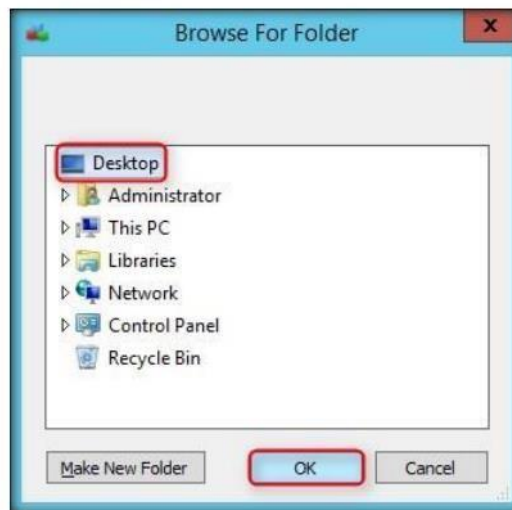 Browse For Folder
x
Desktop
Administrator
This PC
Libraries
Network
Control Panel
Recycle Bin
Make New Folder OK Cancel